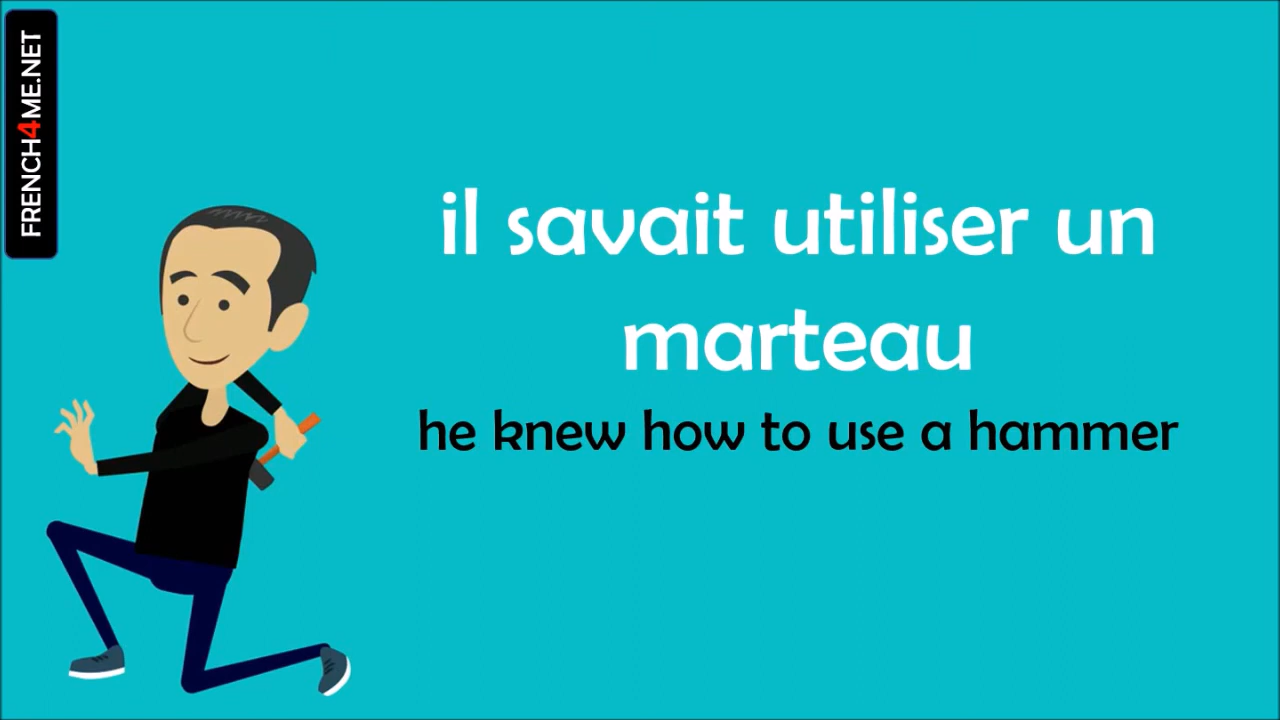 FRENCH4ME.NET
il savait utiliser un
marteau
he knew how to use a hammer